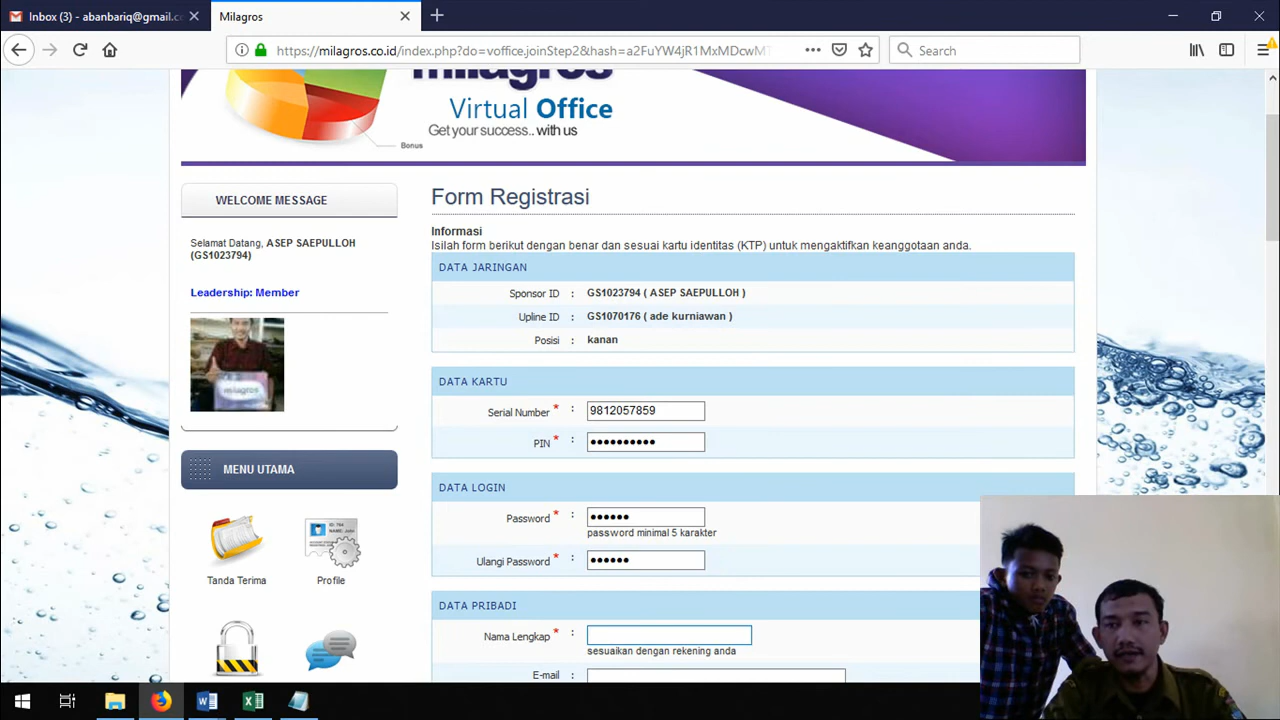 Inbox (3) - abanbariq@gmail.c
Milagros
https://milagros.co.id/index.php?do=voffice.joinStep2&hash=a2FuYW4jR1MxMDcwMT
Search
milagros
Virtual Office
Get your success.. with us
Bonus
WELCOME MESSAGE
Selamat Datang, ASEP SAEPULLOH
(GS1023794)
Leadership: Member
milagros
MENU UTAMA
Tanda Terima
Profile
Form Registrasi
Informasi
Isilah form berikut dengan benar dan sesuai kartu identitas (KTP) untuk mengaktifkan keanggotaan anda.
DATA JARINGAN
Sponsor ID : GS1023794 ( ASEP SAEPULLOH )
Upline ID : GS1070176 ( ade kurniawan )
Posisi : kanan
DATA KARTU
Serial Number * : 9812057859
PIN * : ●●●●●●●●●●
DATA LOGIN
Password * : ●●●●●●
password minimal 5 karakter
Ulangi Password * : ●●●●●●
DATA PRIBADI
Nama Lengkap * :
sesuaikan dengan rekening anda
E-mail :